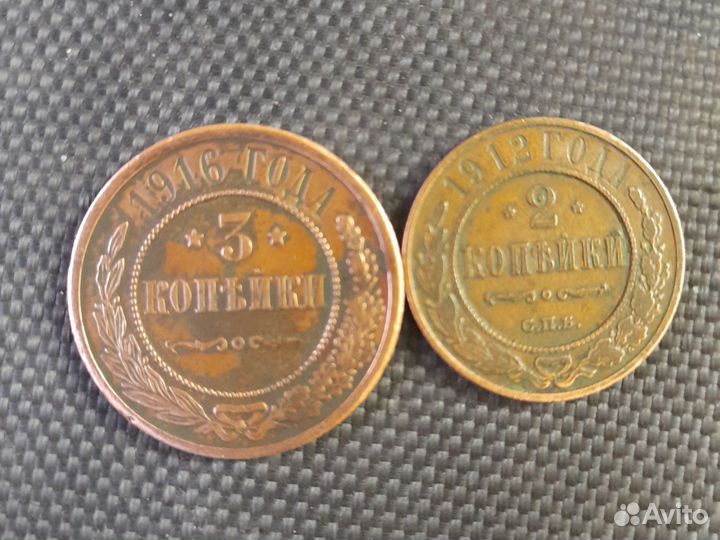 1916 ГОДА
3
КОПѢЙКИ
1912 ГОДА
2
КОПѢЙКИ
С.П.Б.
Avito